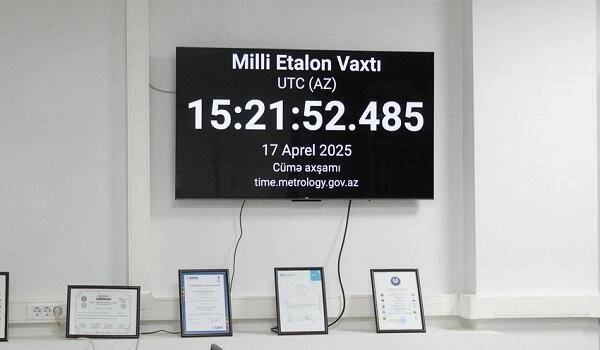 Milli Etalon Vaxtı
UTC (AZ)
15:21:52.485
17 Aprel 2025
Cümə axşamı
time.metrology.gov.az